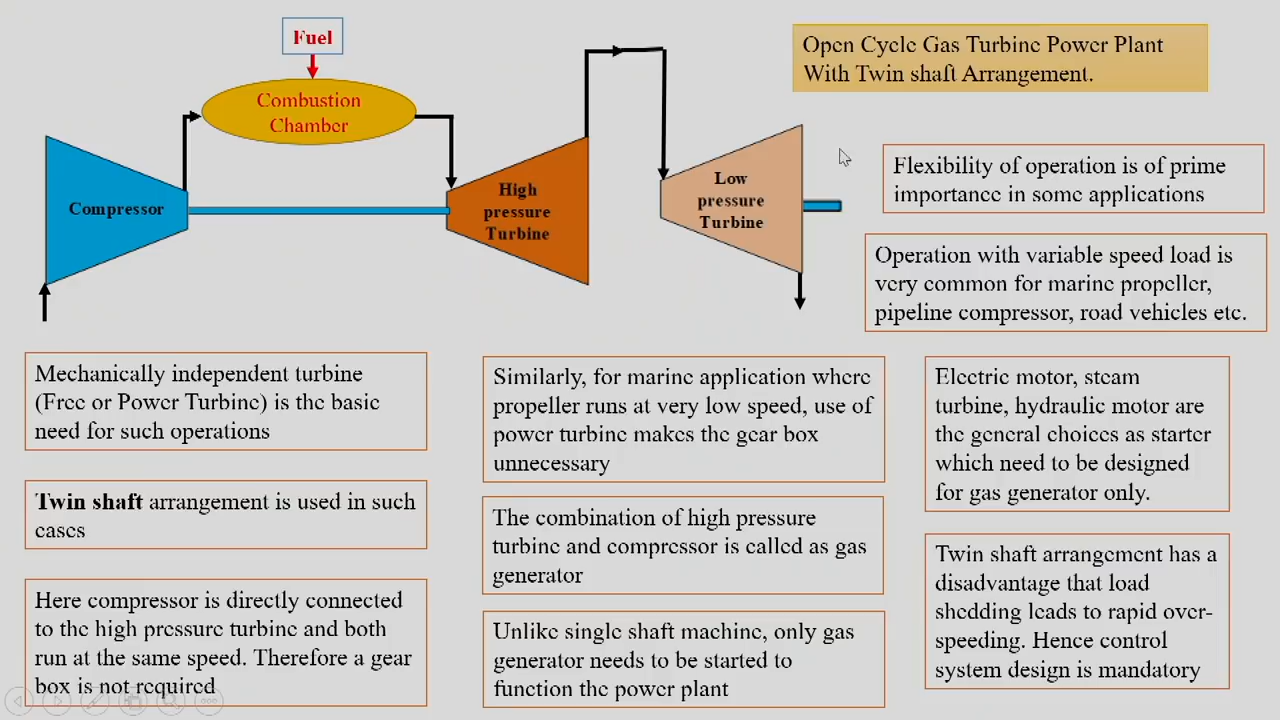 Fuel
Combustion
Chamber
Compressor
High
pressure
Turbine
Low
pressure
Turbine
Open Cycle Gas Turbine Power Plant
With Twin shaft Arrangement.
Flexibility of operation is of prime
importance in some applications
Operation with variable speed load is
very common for marine propeller,
pipeline compressor, road vehicles etc.
Mechanically independent turbine
(Free or Power Turbine) is the basic
need for such operations
Twin shaft arrangement is used in such
cases
Here compressor is directly connected
to the high pressure turbine and both
run at the same speed. Therefore a gear
box is not required
Similarly, for marine application where
propeller runs at very low speed, use of
power turbine makes the gear box
unnecessary
The combination of high pressure
turbine and compressor is called as gas
generator
Unlike single shaft machine, only gas
generator needs to be started to
function the power plant
Electric motor, steam
turbine, hydraulic motor are
the general choices as starter
which need to be designed
for gas generator only.
Twin shaft arrangement has a
disadvantage that load
shedding leads to rapid over-
speeding. Hence control
system design is mandatory